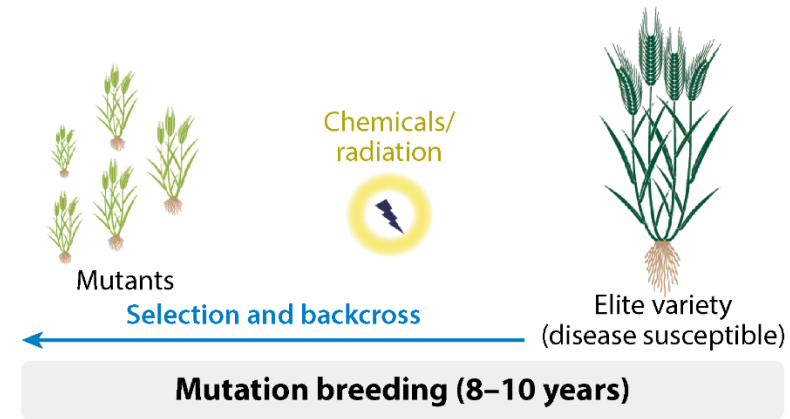 Chemicals/
radiation
Mutants
Elite variety
(disease susceptible)
Selection and backcross
Mutation breeding (8–10 years)